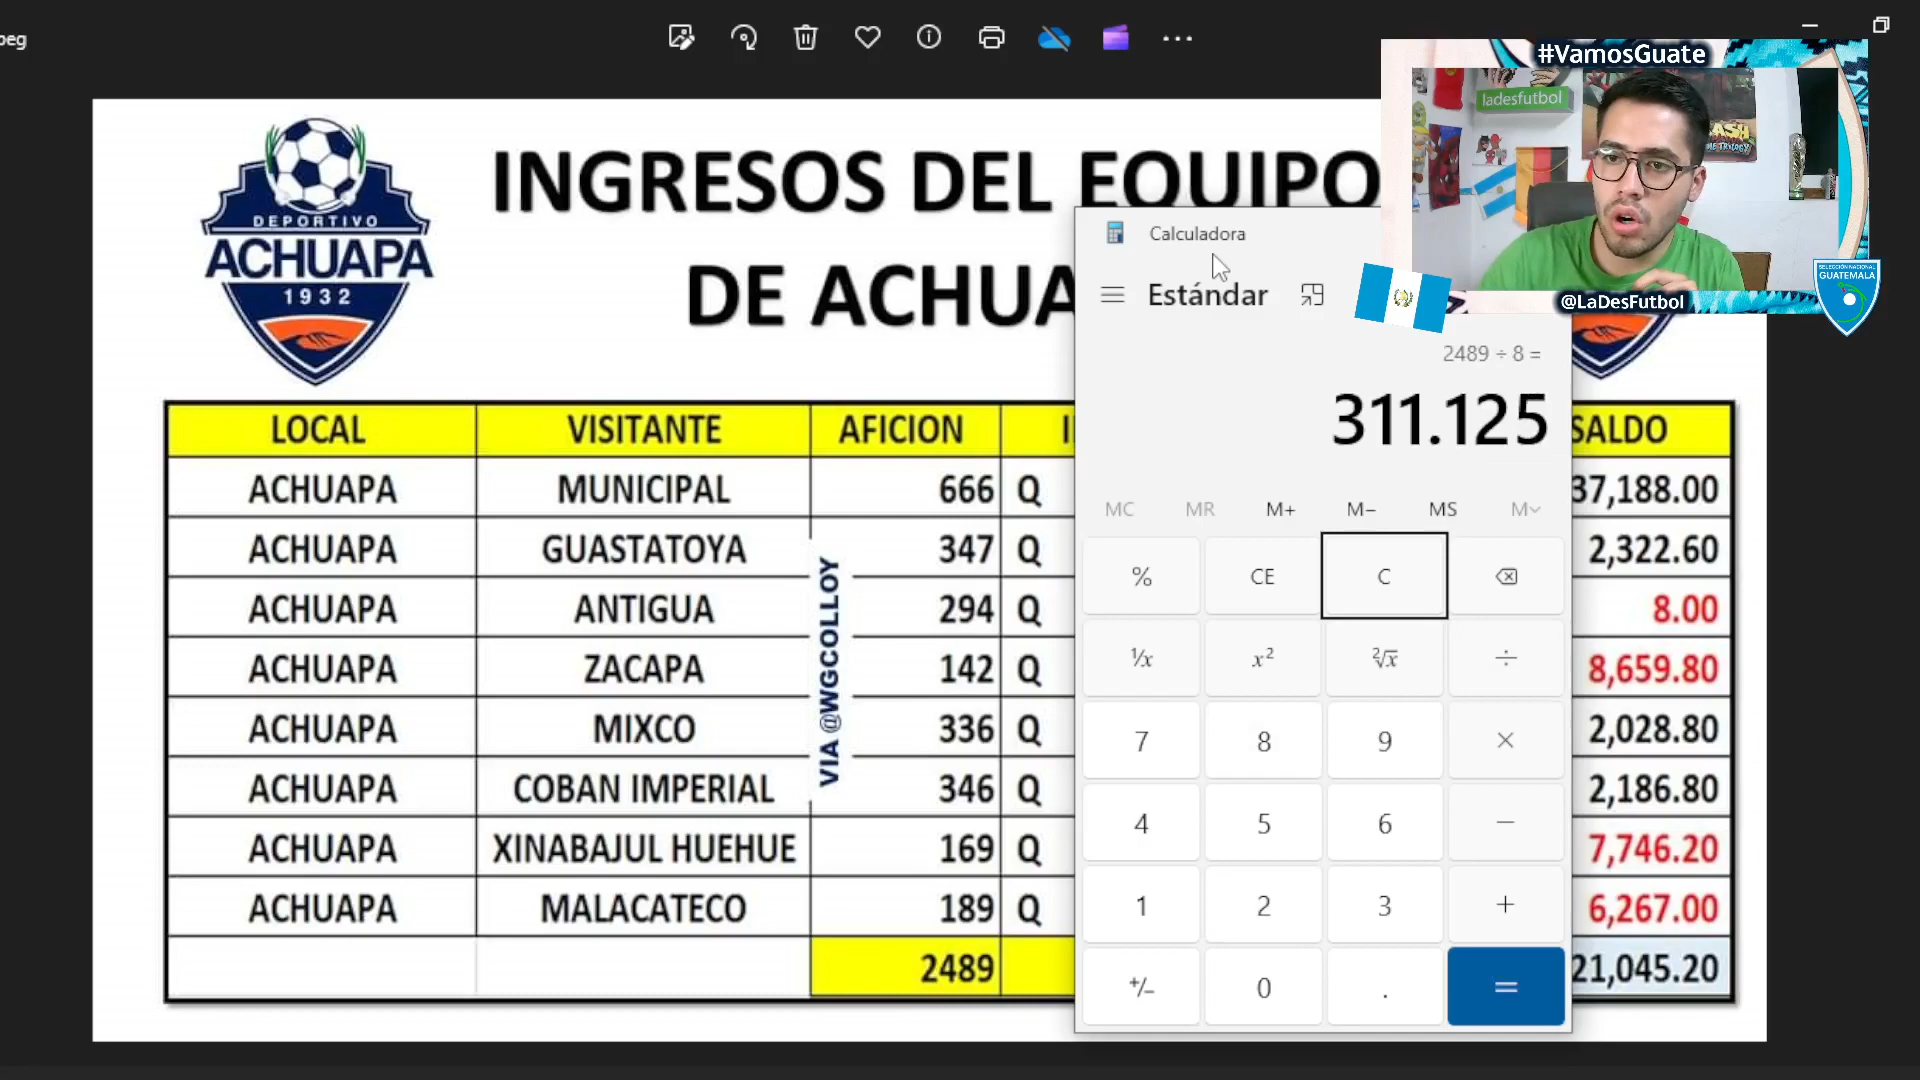 peg
#VamosGuate
ladesfutbol
CRASH
TRILOGY
@LaDesFutbol
SELECCIÓN NACIONAL
GUATEMALA
DEPORTIVO
ACHUAPA
1932
INGRESOS DEL EQUIPO
DE ACHUA
Calculadora
Estándar
2489 ÷ 8 =
311.125
MC MR M+ M− MS M
% CE C
⅟x x² ²√x ÷
7 8 9 ×
4 5 6 −
1 2 3 +
+/− 0 . =
LOCAL VISITANTE AFICION I SALDO
ACHUAPA MUNICIPAL 666 Q 37,188.00
ACHUAPA GUASTATOYA 347 Q 2,322.60
ACHUAPA ANTIGUA 294 Q 8.00
ACHUAPA ZACAPA 142 Q 8,659.80
ACHUAPA MIXCO 336 Q 2,028.80
ACHUAPA COBAN IMPERIAL 346 Q 2,186.80
ACHUAPA XINABAJUL HUEHUE 169 Q 7,746.20
ACHUAPA MALACATECO 189 Q 6,267.00
2489 21,045.20
VIA @WGCOLLOY